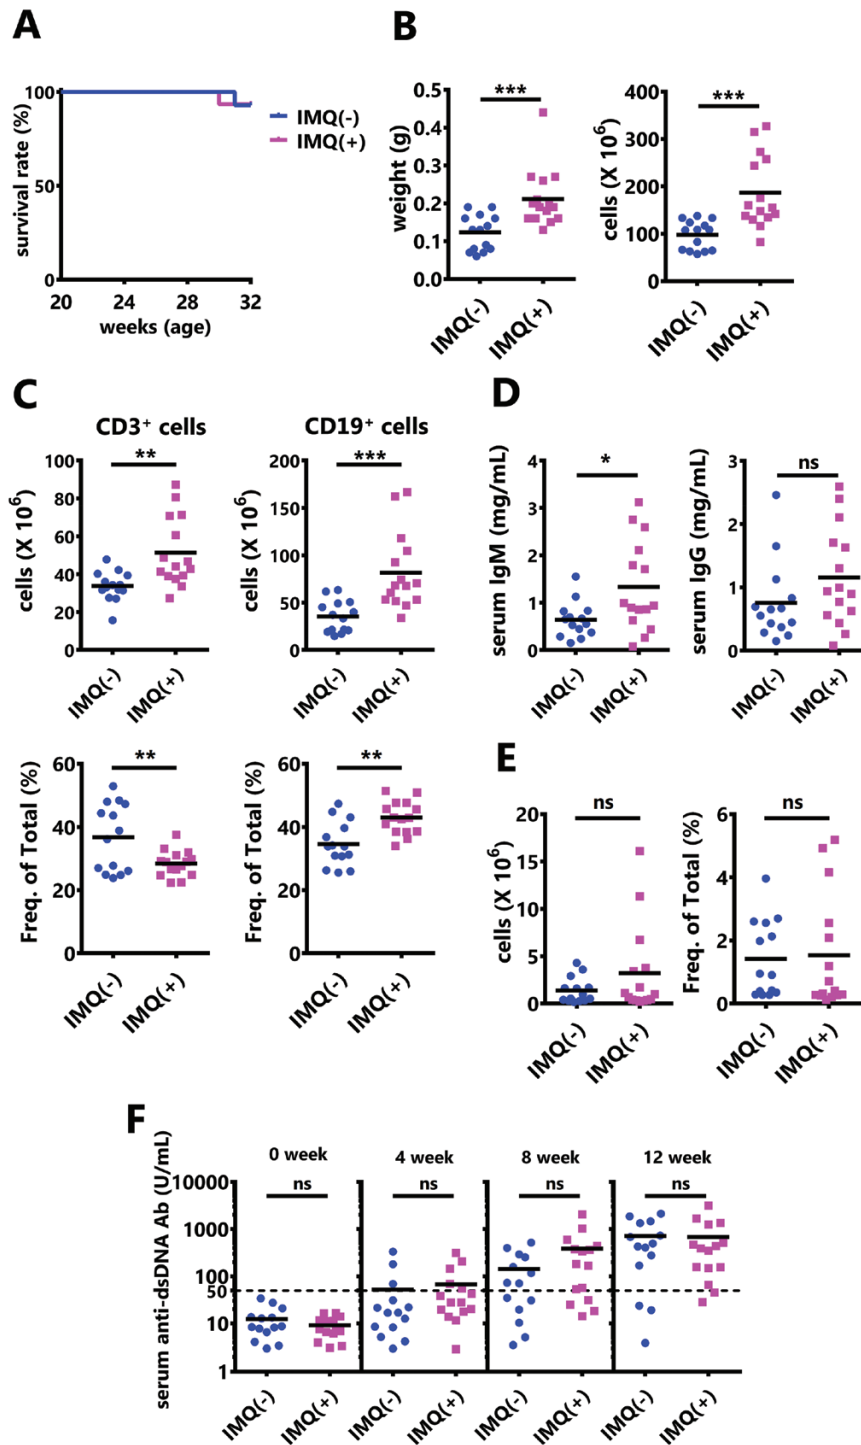 A
survival rate (%)
100
50
0
20
24
28
32
weeks (age)
IMQ(-)
IMQ(+)
B
weight (g)
0.5
0.4
0.3
0.2
0.1
0.0
***
IMQ(-)
IMQ(+)
cells (X 10⁶)
400
300
200
100
0
***
IMQ(-)
IMQ(+)
C
CD3⁺ cells
cells (X 10⁶)
100
80
60
40
20
0
**
IMQ(-)
IMQ(+)
CD19⁺ cells
cells (X 10⁶)
200
150
100
50
0
***
IMQ(-)
IMQ(+)
Freq. of Total (%)
60
40
20
0
**
IMQ(-)
IMQ(+)
Freq. of Total (%)
60
40
20
0
**
IMQ(-)
IMQ(+)
D
serum IgM (mg/mL)
4
3
2
1
0
*
IMQ(-)
IMQ(+)
serum IgG (mg/mL)
3
2
1
0
ns
IMQ(-)
IMQ(+)
E
cells (X 10⁶)
20
15
10
5
0
ns
IMQ(-)
IMQ(+)
Freq. of Total (%)
6
4
2
0
ns
IMQ(-)
IMQ(+)
F
serum anti-dsDNA Ab (U/mL)
10000
1000
100
50
10
1
0 week
ns
IMQ(-)
IMQ(+)
4 week
ns
IMQ(-)
IMQ(+)
8 week
ns
IMQ(-)
IMQ(+)
12 week
ns
IMQ(-)
IMQ(+)